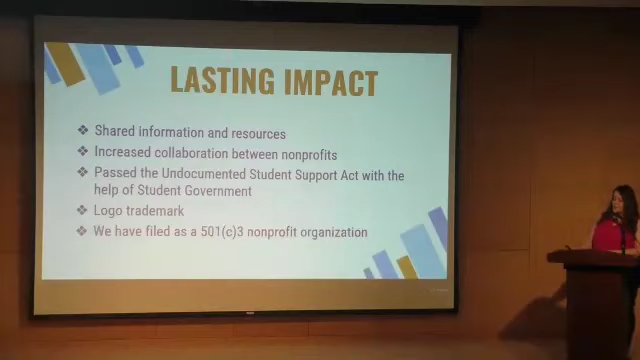 LASTING IMPACT
❖ Shared information and resources
❖ Increased collaboration between nonprofits
❖ Passed the Undocumented Student Support Act with the
help of Student Government
❖ Logo trademark
❖ We have filed as a 501(c)3 nonprofit organization